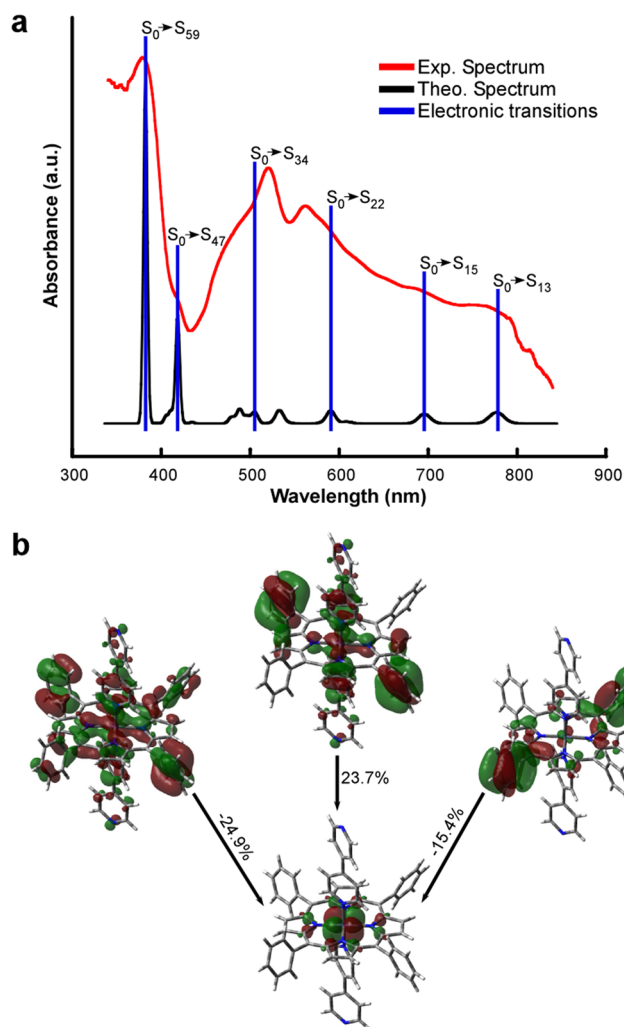 a
S0→S59
Exp. Spectrum
Theo. Spectrum
Electronic transitions
S0→S34
S0→S22
S0→S47
S0→S15
S0→S13
Absorbance (a.u.)
300 400 500 600 700 800 900
Wavelength (nm)
b
23.7%
-24.9%
-15.4%